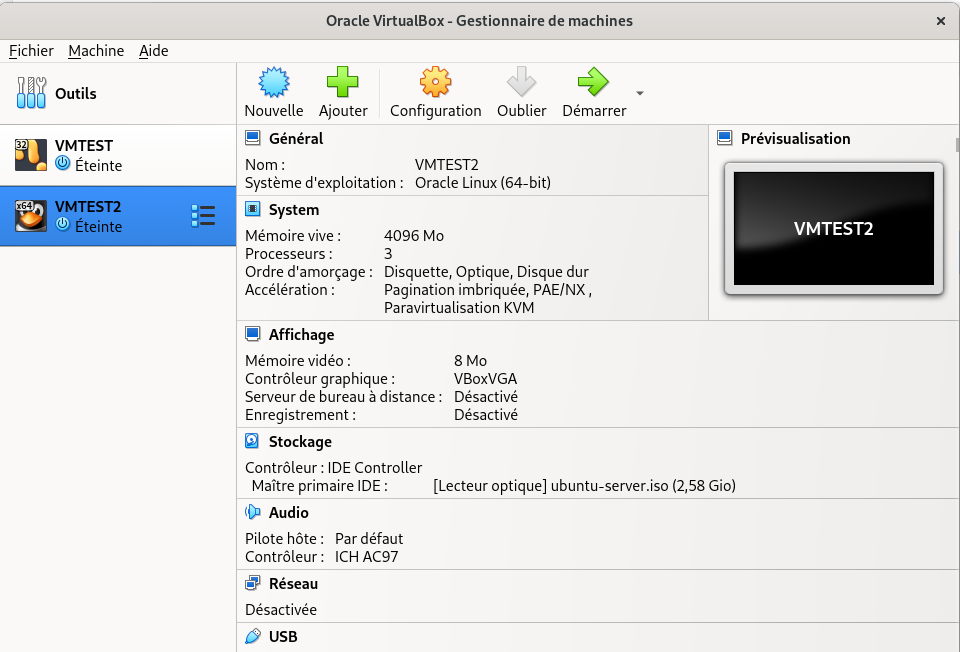 Oracle VirtualBox - Gestionnaire de machines
Fichier Machine Aide
Outils
Nouvelle Ajouter Configuration Oublier Démarrer
32
VMTEST
Éteinte
x64
VMTEST2
Éteinte
Général
Nom : VMTEST2
Système d'exploitation : Oracle Linux (64-bit)
System
Mémoire vive : 4096 Mo
Processeurs : 3
Ordre d'amorçage : Disquette, Optique, Disque dur
Accélération : Pagination imbriquée, PAE/NX ,
Paravirtualisation KVM
Prévisualisation
VMTEST2
Affichage
Mémoire vidéo : 8 Mo
Contrôleur graphique : VBoxVGA
Serveur de bureau à distance : Désactivé
Enregistrement : Désactivé
Stockage
Contrôleur : IDE Controller
Maître primaire IDE : [Lecteur optique] ubuntu-server.iso (2,58 Gio)
Audio
Pilote hôte : Par défaut
Contrôleur : ICH AC97
Réseau
Désactivée
USB